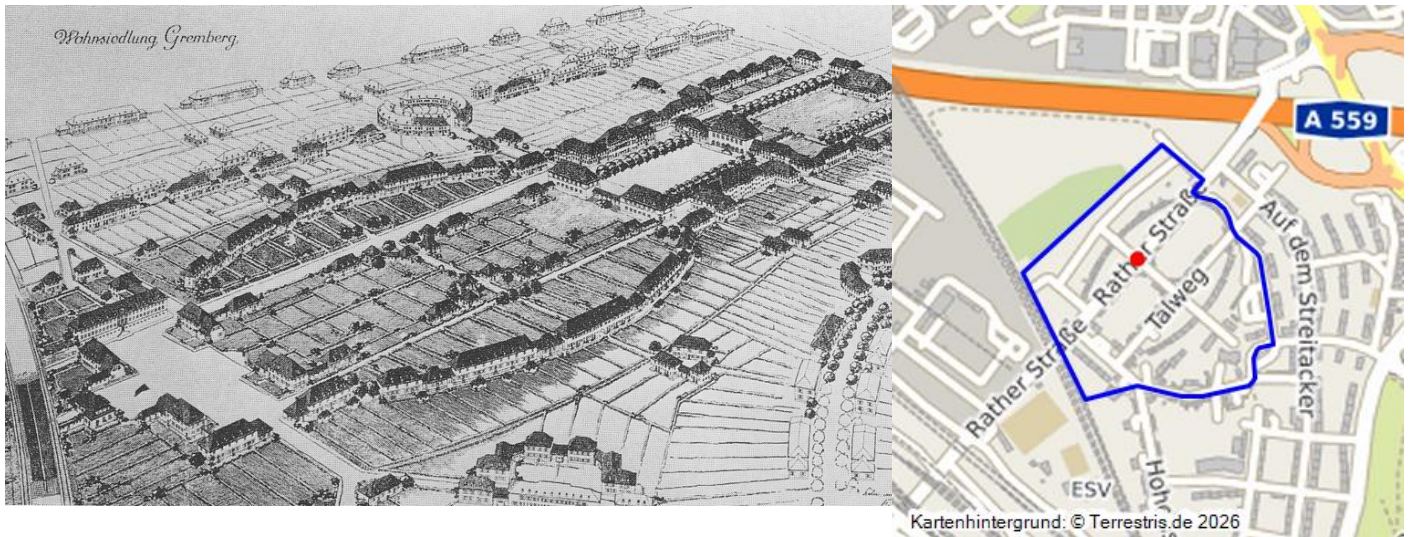 Wohnsiedlung Gremberg.
A 559
Rather Straße
Auf dem Streitacker
Talweg
Rather Straße
ESV
Kartenhintergrund: © Terrestris.de 2026